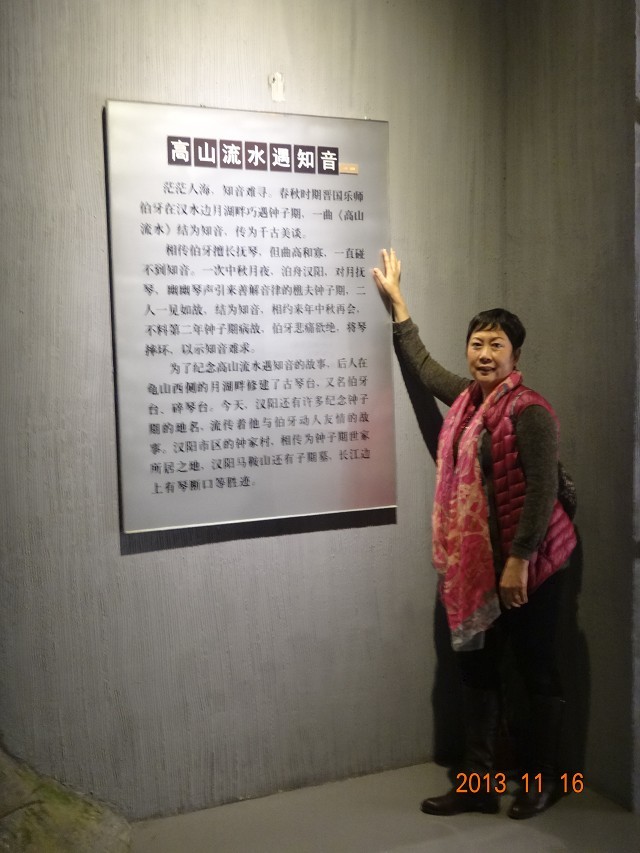 高山流水遇知音
茫茫人海，知音难寻。春秋时期晋国乐师
伯牙在汉水边月湖畔巧遇钟子期，一曲《高山
流水》结为知音，传为千古美谈。
相传伯牙擅长抚琴，但曲高和寡，一直碰
不到知音。一次中秋月夜，泊舟汉阳，对月抚
琴，幽幽琴声引来善解音律的樵夫钟子期，二
人一见如故，结为知音，相约来年中秋再会，
不料第二年钟子期病故，伯牙悲痛欲绝，将琴
摔坏，以示知音难求。
为了纪念高山流水遇知音的故事，后人在
龟山西侧的月湖畔修建了古琴台，又名伯牙
台、碎琴台。今天，汉阳还有许多纪念钟子
期的地名，流传着他与伯牙动人友情的故
事。汉阳市区的钟家村，相传为钟子期世家
所居之地，汉阳马鞍山还有子期墓，长江边
上有琴断口等胜迹。
2013 11 16